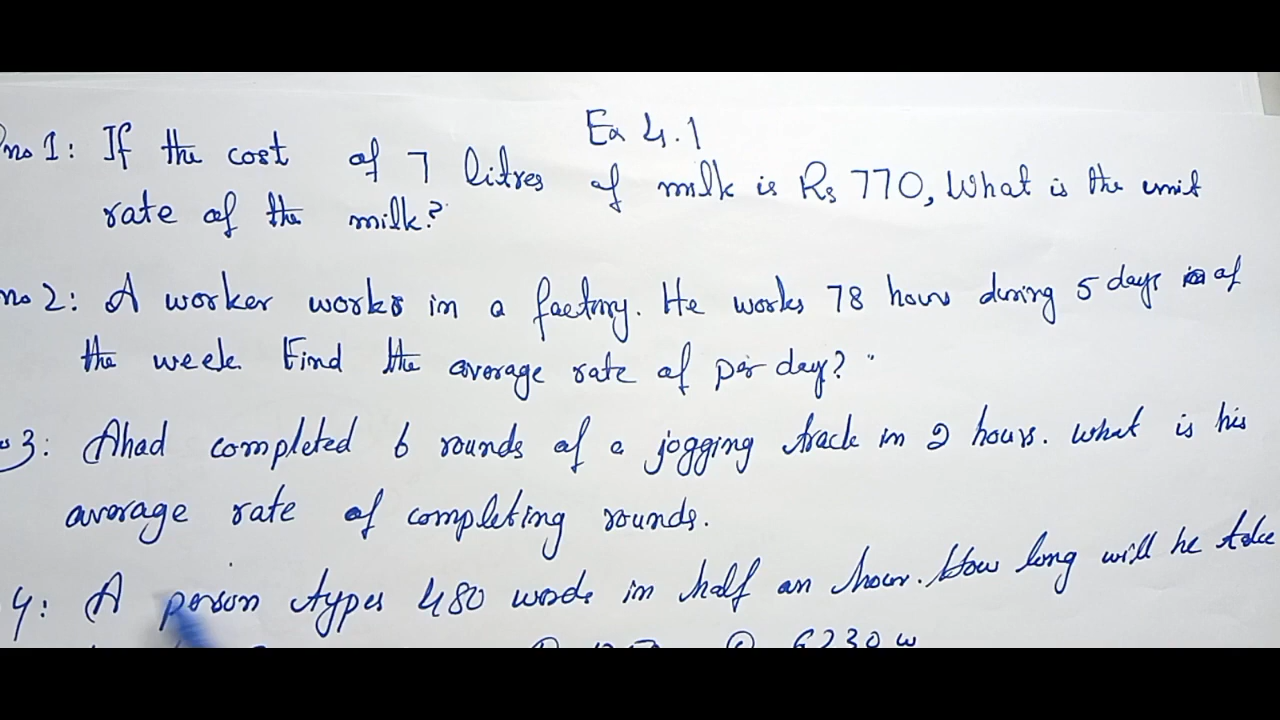 Ex 4.1
no 1: If the cost of 7 litres of milk is Rs 770, What is the unit
rate of the milk?
no 2: A worker works in a factory. He works 78 hours during 5 days of
the week. Find the average rate of per day?
3: Ahad completed 6 rounds of a jogging track in 2 hours. What is his
average rate of completing rounds.
4: A person types 480 words in half an hour. How long will he take
6230 w